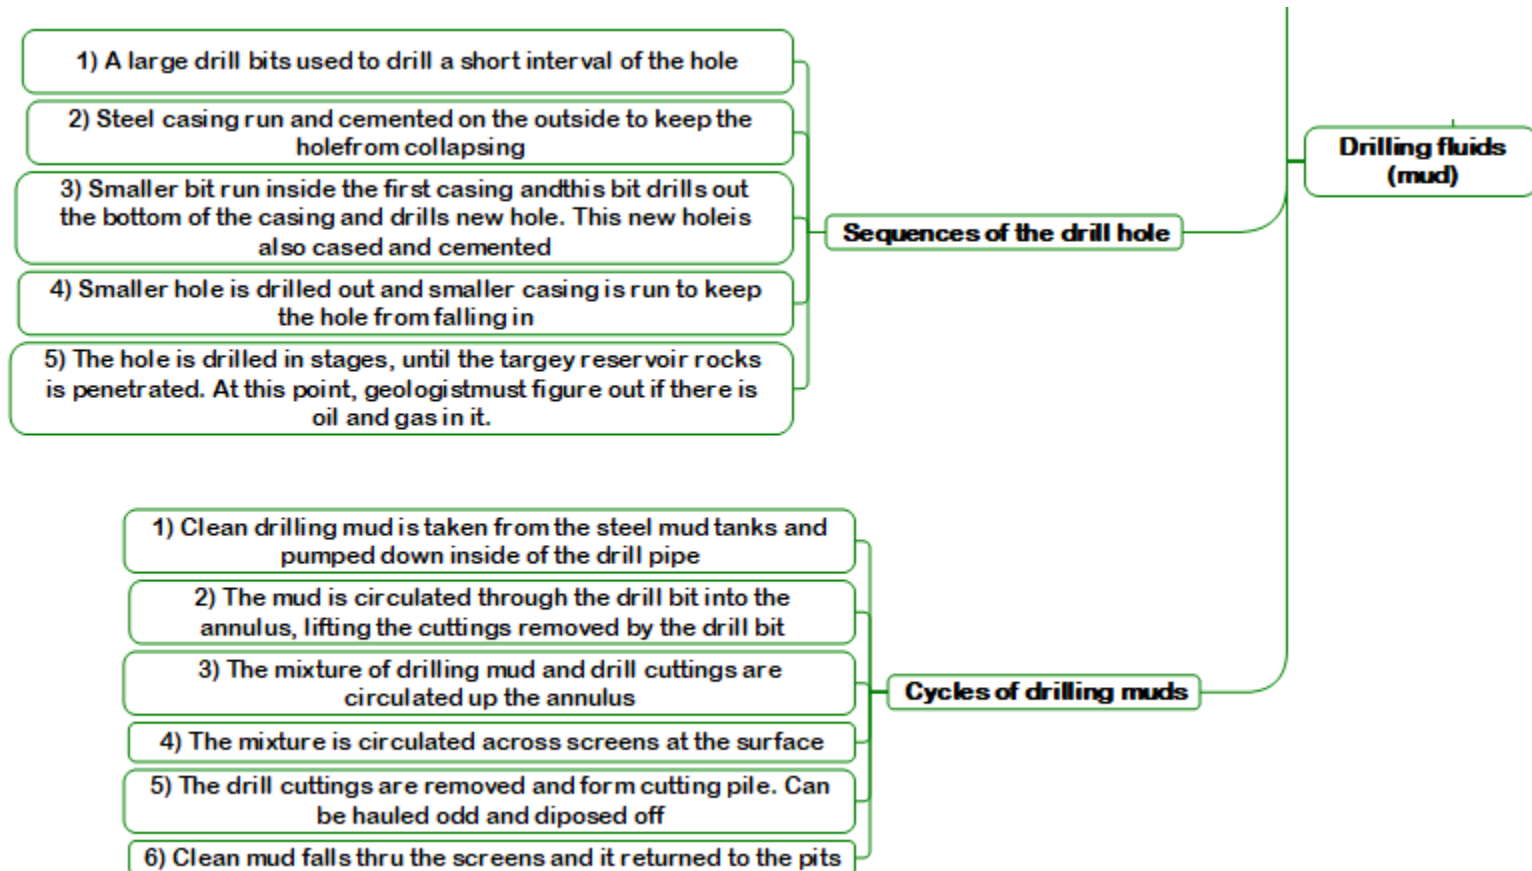 1) A large drill bits used to drill a short interval of the hole
2) Steel casing run and cemented on the outside to keep the
holefrom collapsing
3) Smaller bit run inside the first casing andthis bit drills out
the bottom of the casing and drills new hole. This new holeis
also cased and cemented
4) Smaller hole is drilled out and smaller casing is run to keep
the hole from falling in
5) The hole is drilled in stages, until the targey reservoir rocks
is penetrated. At this point, geologistmust figure out if there is
oil and gas in it.
Sequences of the drill hole
Drilling fluids
(mud)
1) Clean drilling mud is taken from the steel mud tanks and
pumped down inside of the drill pipe
2) The mud is circulated through the drill bit into the
annulus, lifting the cuttings removed by the drill bit
3) The mixture of drilling mud and drill cuttings are
circulated up the annulus
4) The mixture is circulated across screens at the surface
5) The drill cuttings are removed and form cutting pile. Can
be hauled odd and diposed off
6) Clean mud falls thru the screens and it returned to the pits
Cycles of drilling muds